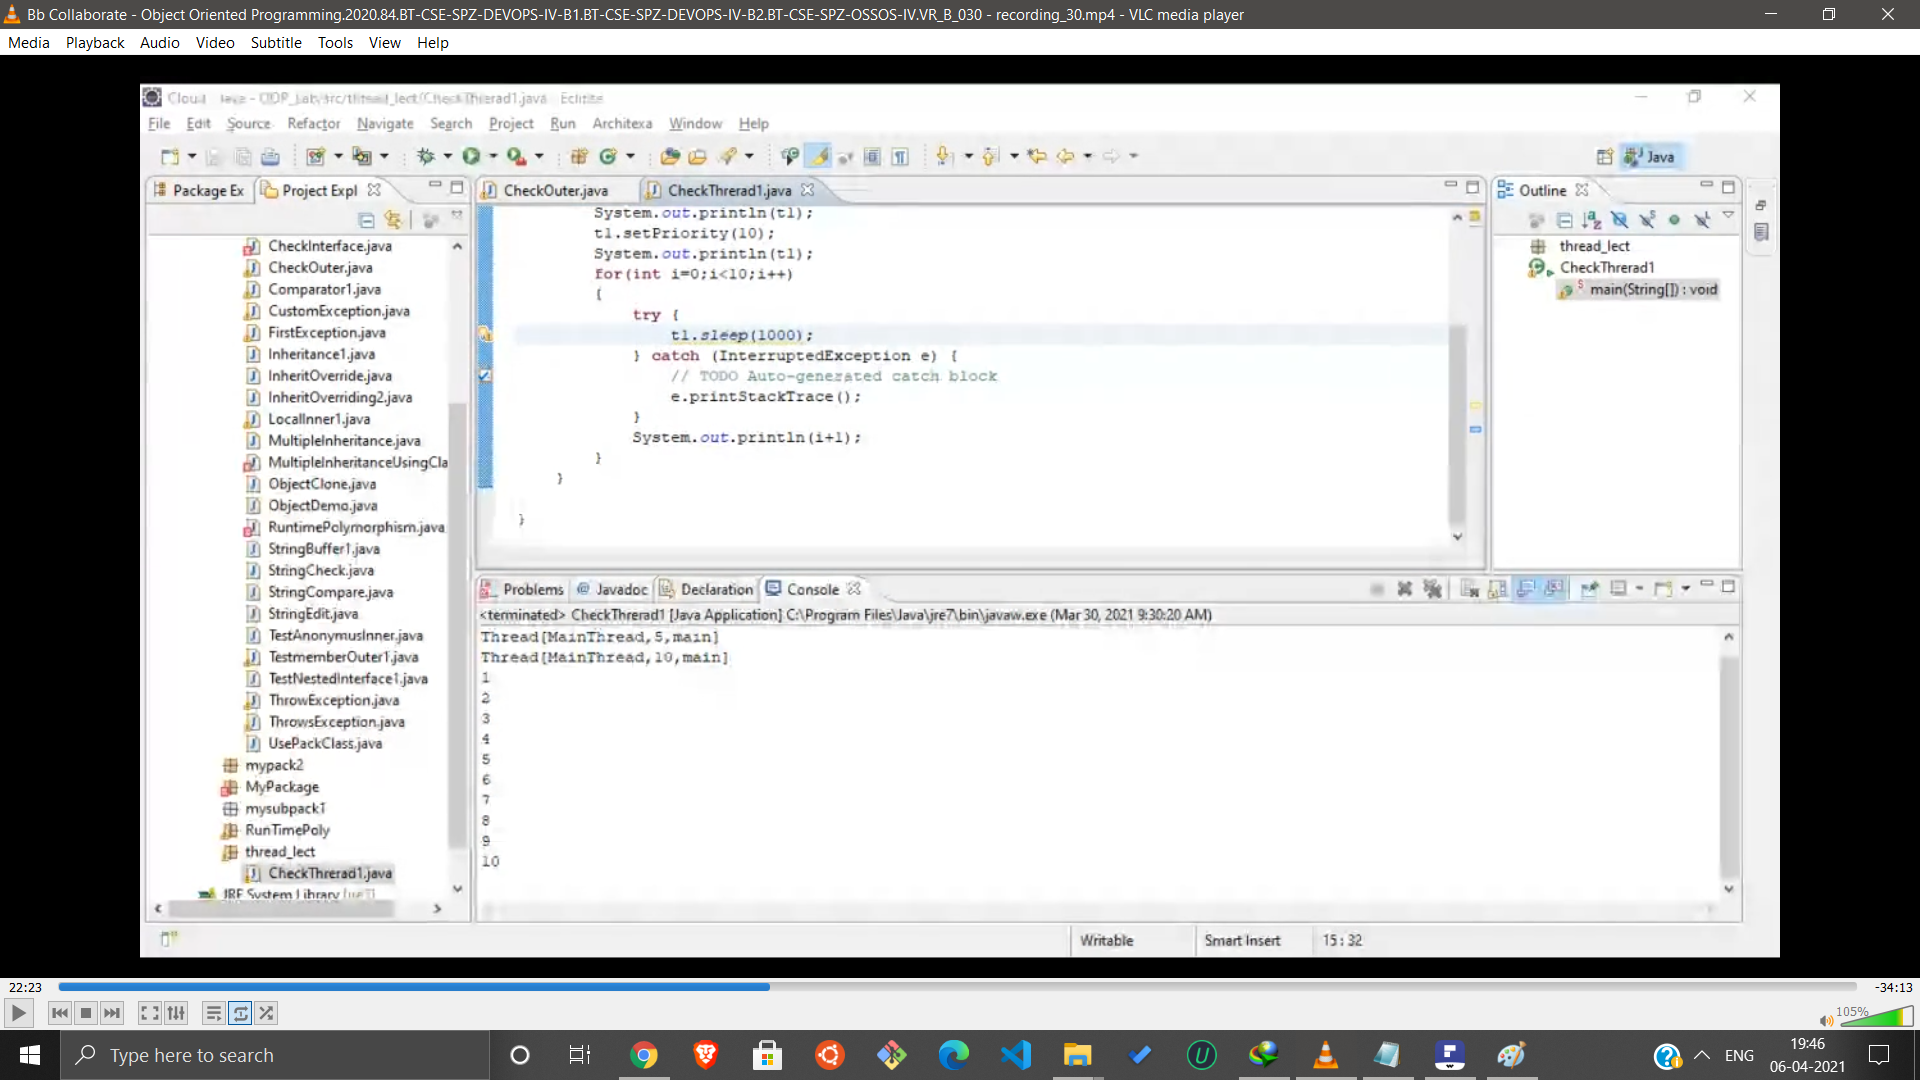 Bb Collaborate - Object Oriented Programming.2020.84.BT-CSE-SPZ-DEVOPS-IV-B1.BT-CSE-SPZ-DEVOPS-IV-B2.BT-CSE-SPZ-OSSOS-IV.VR_B_030 - recording_30.mp4 - VLC media player
Media Playback Audio Video Subtitle Tools View Help
Cloud - Java - OOP_Lab/src/thread_lect/CheckThrerad1.java - Eclipse
File Edit Source Refactor Navigate Search Project Run Architexa Window Help
Java
Package Ex Project Expl
CheckInterface.java
CheckOuter.java
Comparator1.java
CustomException.java
FirstException.java
Inheritance1.java
InheritOverride.java
InheritOverriding2.java
LocalInner1.java
MultipleInheritance.java
MultipleInheritanceUsingCla
ObjectClone.java
ObjectDemo.java
RuntimePolymorphism.java
StringBuffer1.java
StringCheck.java
StringCompare.java
StringEdit.java
TestAnonymusInner.java
TestmemberOuter1.java
TestNestedInterface1.java
ThrowException.java
ThrowsException.java
UsePackClass.java
mypack2
MyPackage
mysubpack1
RunTimePoly
thread_lect
CheckThrerad1.java
JRE System Library
CheckOuter.java CheckThrerad1.java
System.out.println(t1);
t1.setPriority(10);
System.out.println(t1);
for(int i=0;i<10;i++)
{
try {
t1.sleep(1000);
} catch (InterruptedException e) {
// TODO Auto-generated catch block
e.printStackTrace();
}
System.out.println(i+1);
}
}
}
Outline
thread_lect
CheckThrerad1
main(String[]) : void
Problems Javadoc Declaration Console
<terminated> CheckThrerad1 [Java Application] C:\Program Files\Java\jre7\bin\javaw.exe (Mar 30, 2021 9:30:20 AM)
Thread[MainThread,5,main]
Thread[MainThread,10,main]
1
2
3
4
5
6
7
8
9
10
Writable Smart Insert 15 : 32
22:23 -34:13
105%
Type here to search
ENG
19:46
06-04-2021